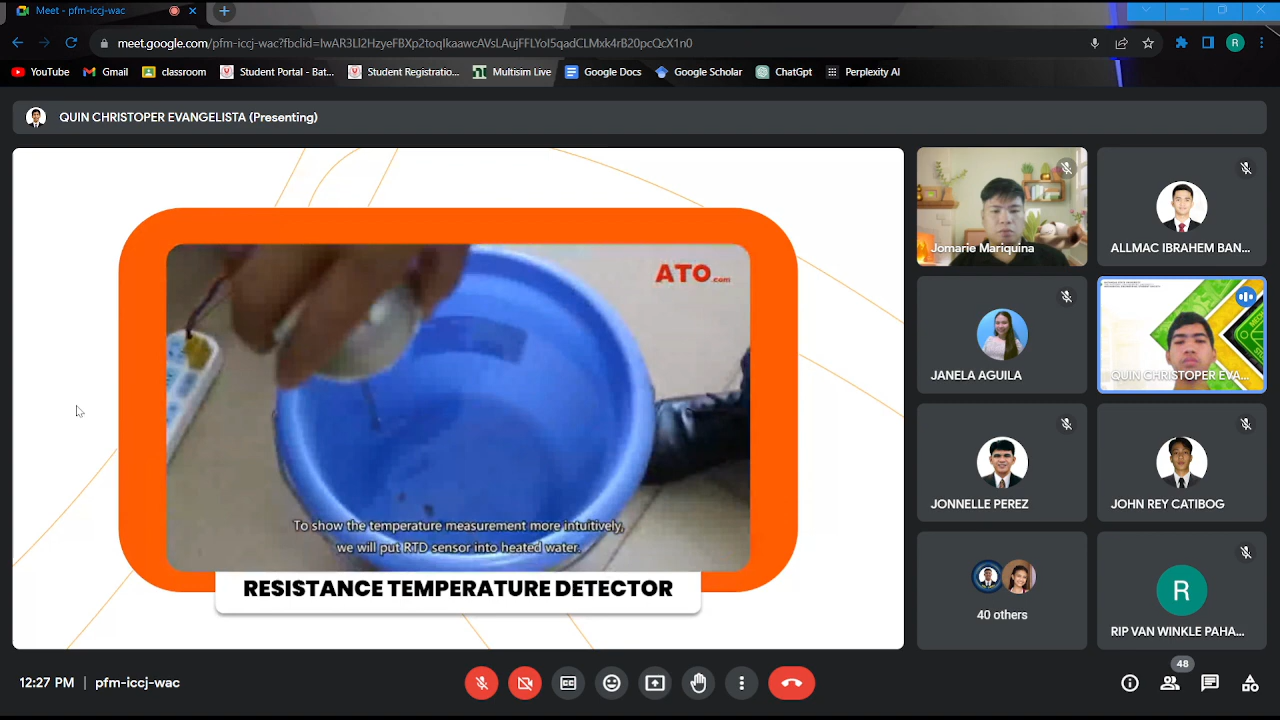 Meet - pfm-iccj-wac
meet.google.com/pfm-iccj-wac?fbclid=IwAR3Ll2HzyeFBXp2toqIkaawcAVsLAujFFLYoI5qadCLMxk4rB20pcQcX1n0
R
YouTube Gmail classroom Student Portal - Bat... Student Registratio... Multisim Live Google Docs Google Scholar ChatGpt Perplexity AI
QUIN CHRISTOPER EVANGELISTA (Presenting)
ATO.com
To show the temperature measurement more intuitively,
we will put RTD sensor into heated water.
RESISTANCE TEMPERATURE DETECTOR
Jomarie Mariquina
ALLMAC IBRAHEM BAN...
JANELA AGUILA
QUIN CHRISTOPER EVA...
JONNELLE PEREZ
JOHN REY CATIBOG
40 others
R
RIP VAN WINKLE PAHA...
12:27 PM | pfm-iccj-wac
48